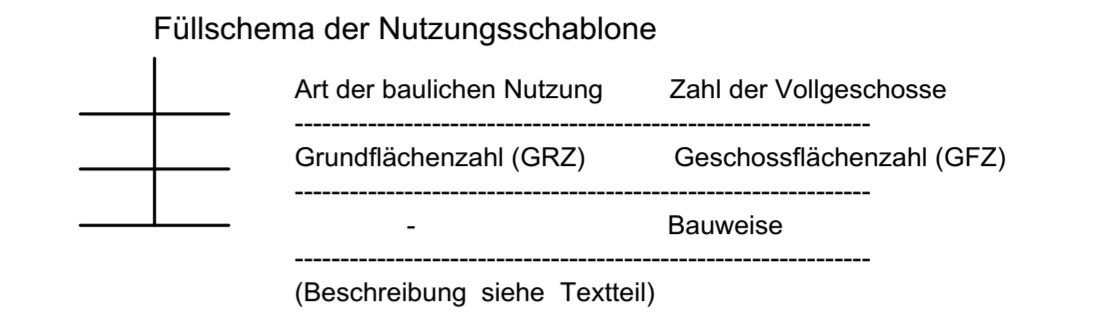 Füllschema der Nutzungsschablone
Art der baulichen Nutzung Zahl der Vollgeschosse
---------------------------------------------------------------
Grundflächenzahl (GRZ) Geschossflächenzahl (GFZ)
---------------------------------------------------------------
- Bauweise
---------------------------------------------------------------
(Beschreibung siehe Textteil)